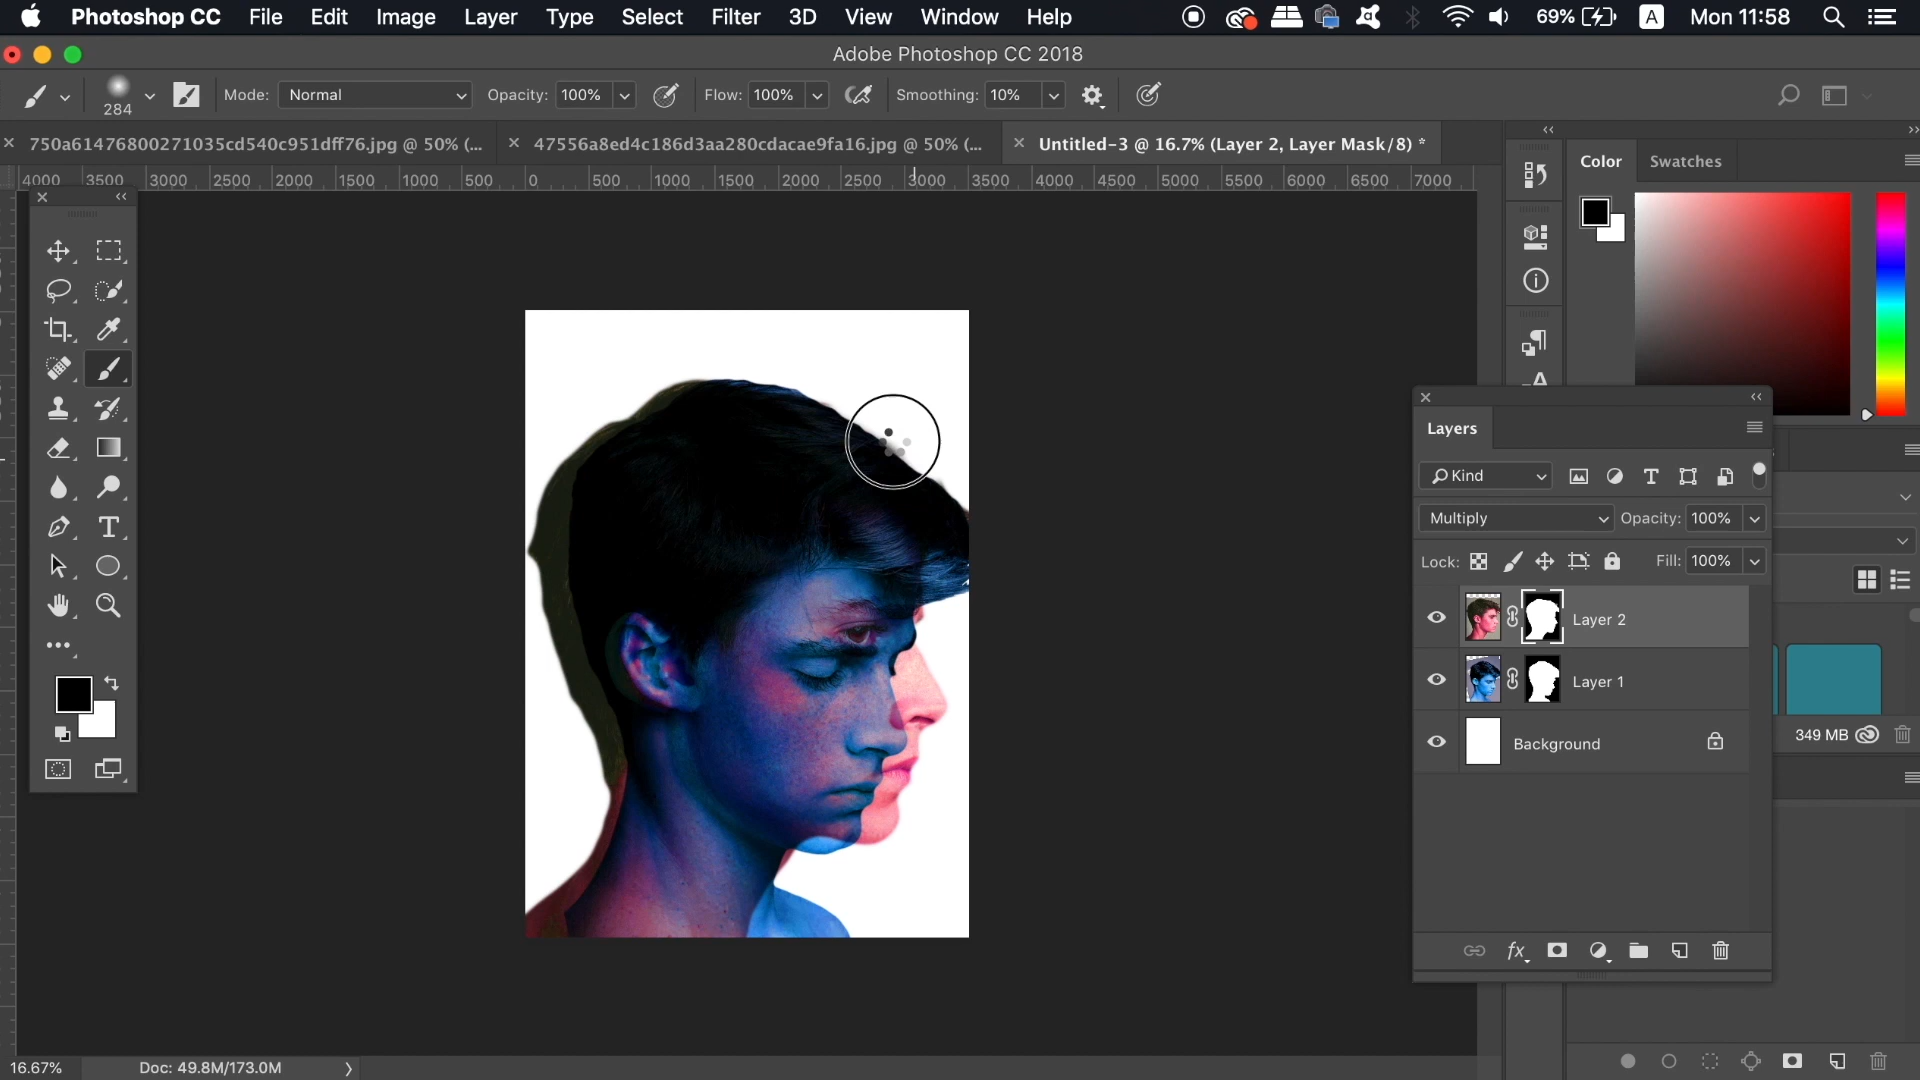 Photoshop CC File Edit Image Layer Type Select Filter 3D View Window Help 69% A Mon 11:58
Adobe Photoshop CC 2018
284 Mode: Normal Opacity: 100% Flow: 100% Smoothing: 10%
750a61476800271035cd540c951dff76.jpg @ 50% (... 47556a8ed4c186d3aa280cdacae9fa16.jpg @ 50% (... Untitled-3 @ 16.7% (Layer 2, Layer Mask/8) *
4000 3500 3000 2500 2000 1500 1000 500 0 500 1000 1500 2000 2500 3000 3500 4000 4500 5000 5500 6000 6500 7000
Color Swatches
Layers
Kind
Multiply Opacity: 100%
Lock: Fill: 100%
Layer 2
Layer 1
Background
fx
349 MB
16.67% Doc: 49.8M/173.0M